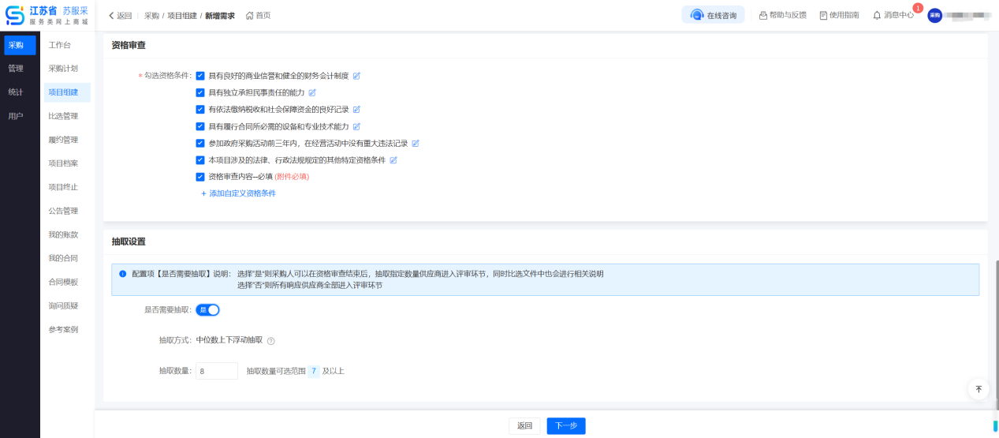 江苏省 苏服采
服务类网上商城
返回 采购 / 项目组建 / 新增需求 首页
在线咨询 帮助与反馈 使用指南 消息中心 1 采购
采购
管理
统计
用户
工作台
采购计划
项目组建
比选管理
履约管理
项目档案
项目终止
公告管理
我的账款
我的合同
合同模板
询问质疑
参考案例
资格审查
* 勾选资格条件: 具有良好的商业信誉和健全的财务会计制度
具有独立承担民事责任的能力
有依法缴纳税收和社会保障资金的良好记录
具有履行合同所必需的设备和专业技术能力
参加政府采购活动前三年内，在经营活动中没有重大违法记录
本项目涉及的法律、行政法规规定的其他特定资格条件
资格审查内容--必填 (附件必填)
+ 添加自定义资格条件
抽取设置
配置项【是否需要抽取】说明： 选择"是"则采购人可以在资格审查结束后，抽取指定数量供应商进入评审环节，同时比选文件中也会进行相关说明
选择"否"则所有响应供应商全部进入评审环节
是否需要抽取: 是
抽取方式: 中位数上下浮动抽取
抽取数量: 8 抽取数量可选范围 7 及以上
返回 下一步